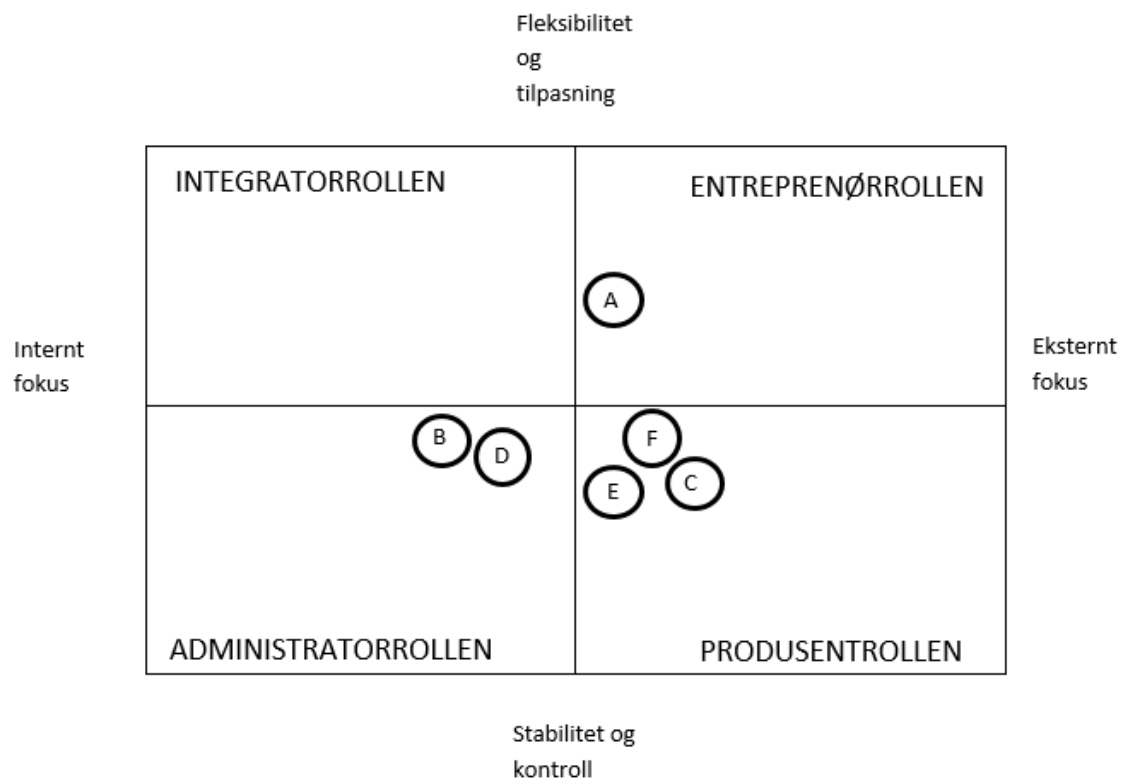 Fleksibilitet
og
tilpasning
INTEGRATORROLLEN
ENTREPRENØRROLLEN
A
Internt
fokus
Eksternt
fokus
B
D
F
E
C
ADMINISTRATORROLLEN
PRODUSENTROLLEN
Stabilitet og
kontroll